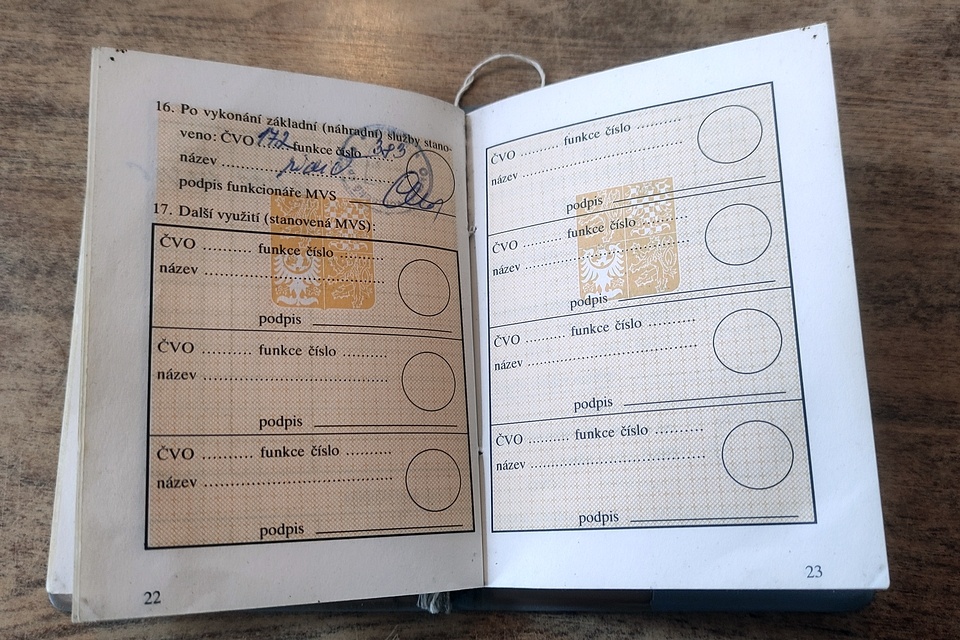 16. Po vykonání základní (náhradní) služby stano-
veno: ČVO 172 funkce číslo 383
název .......... řidič
podpis funkcionáře MVS
17. Další využití (stanovená MVS):
ČVO .......... funkce číslo ..........
název ..............................
podpis
ČVO .......... funkce číslo ..........
název ..............................
podpis
ČVO .......... funkce číslo ..........
název ..............................
podpis
22
ČVO .......... funkce číslo ..........
název ..............................
podpis
ČVO .......... funkce číslo ..........
název ..............................
podpis
ČVO .......... funkce číslo ..........
název ..............................
podpis
ČVO .......... funkce číslo ..........
název ..............................
podpis
23